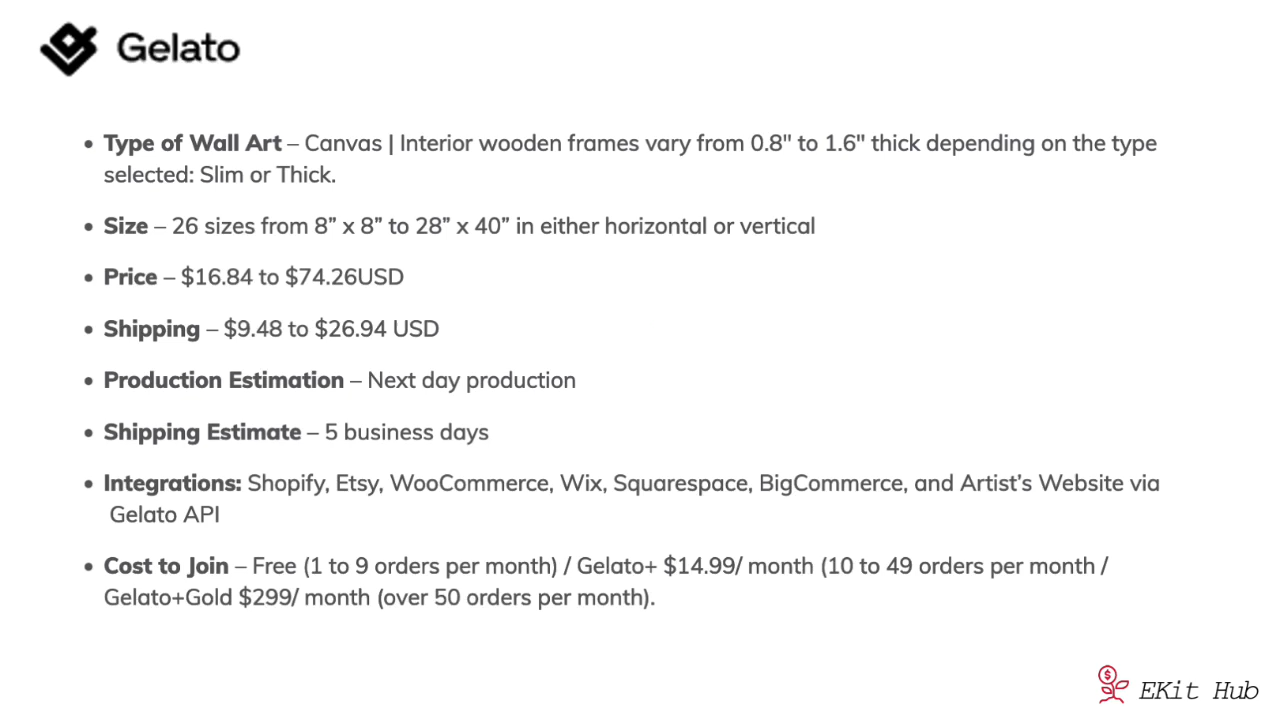 Gelato
• Type of Wall Art – Canvas | Interior wooden frames vary from 0.8" to 1.6" thick depending on the type
selected: Slim or Thick.
• Size – 26 sizes from 8” x 8” to 28” x 40” in either horizontal or vertical
• Price – $16.84 to $74.26USD
• Shipping – $9.48 to $26.94 USD
• Production Estimation – Next day production
• Shipping Estimate – 5 business days
• Integrations: Shopify, Etsy, WooCommerce, Wix, Squarespace, BigCommerce, and Artist’s Website via
Gelato API
• Cost to Join – Free (1 to 9 orders per month) / Gelato+ $14.99/ month (10 to 49 orders per month /
Gelato+Gold $299/ month (over 50 orders per month).
$ EKit Hub